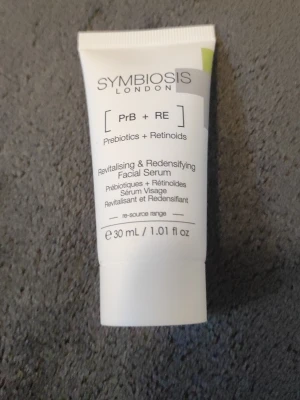 SYMBIOSIS
LONDON
[ PrB + RE ]
Prebiotics + Retinoids
Revitalising & Redensifying
Facial Serum
Prébiotiques + Rétinoïdes
Sérum Visage
Revitalisant et Redensifiant
re-source range
℮ 30 mL / 1.01 fl oz